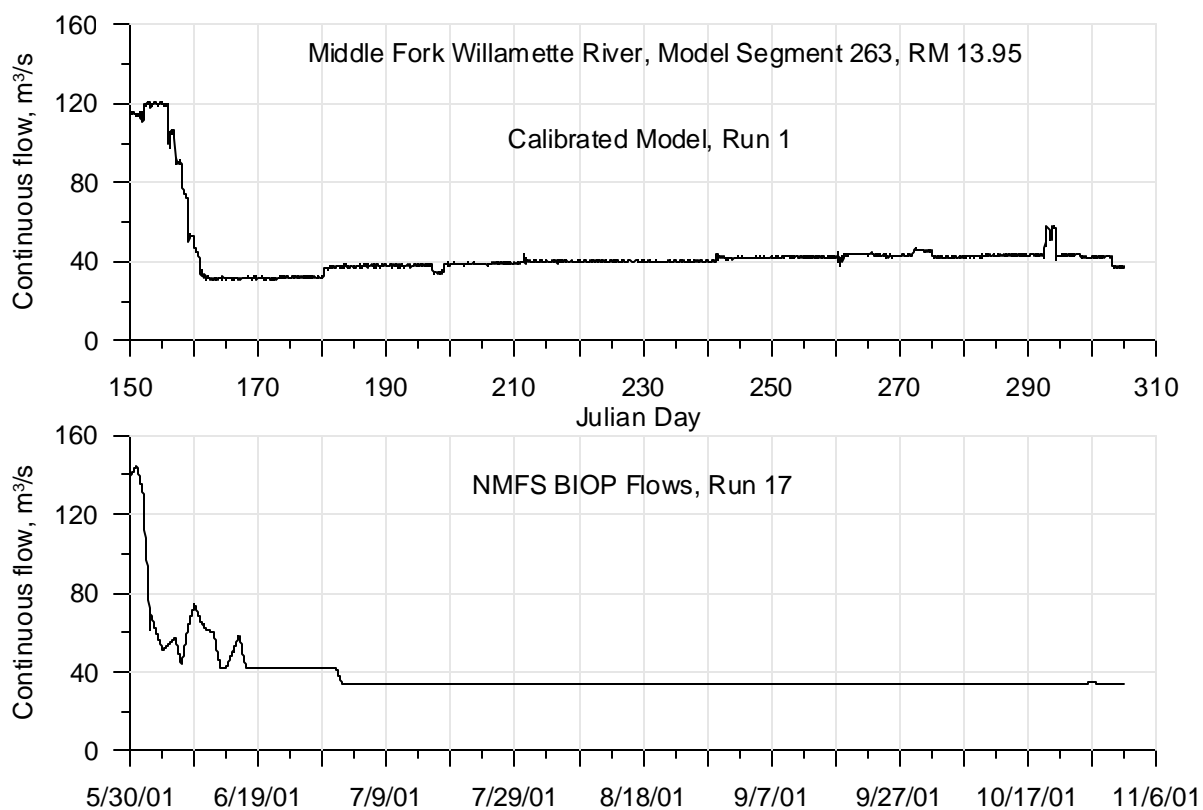 160
Middle Fork Willamette River, Model Segment 263, RM 13.95
120
Calibrated Model, Run 1
80
40
0
Continuous flow, m³/s
150 170 190 210 230 250 270 290 310
Julian Day
160
NMFS BIOP Flows, Run 17
120
80
40
0
Continuous flow, m³/s
5/30/01 6/19/01 7/9/01 7/29/01 8/18/01 9/7/01 9/27/01 10/17/01 11/6/01